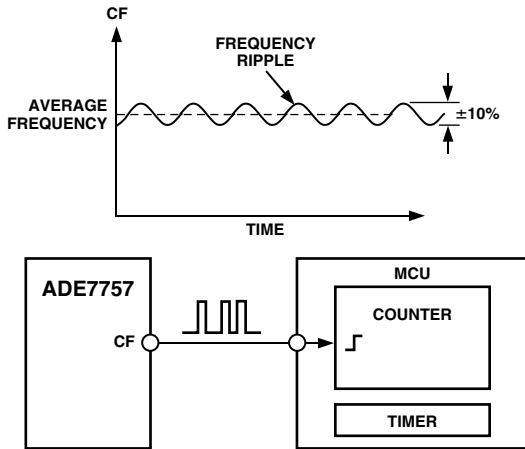 CF
FREQUENCY
RIPPLE
AVERAGE
FREQUENCY
±10%
TIME
ADE7757
CF
MCU
COUNTER
TIMER